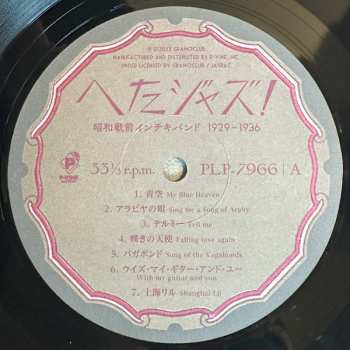 ℗©2023 GRAMOCLUB
MANUFACTURED AND DISTRIBUTED BY P-VINE, INC.
UNDER LICENSED BY GRAMOCLUB / JASRAC
へたジャズ!
昭和戦前インチキバンド 1929-1936
33⅓ r.p.m. PLP-7966 | A
1. 青空 My Blue Heaven
2. アラビヤの唄 Sing for a Song of Araby
3. テルミー Tell me
4. 嘆きの天使 Falling love again
5. バガボンド Song of the Vagabonds
6. ウイズ・マイ・ギター・アンド・ユー
With my guitar and you
7. 上海リル Shanghai Lil